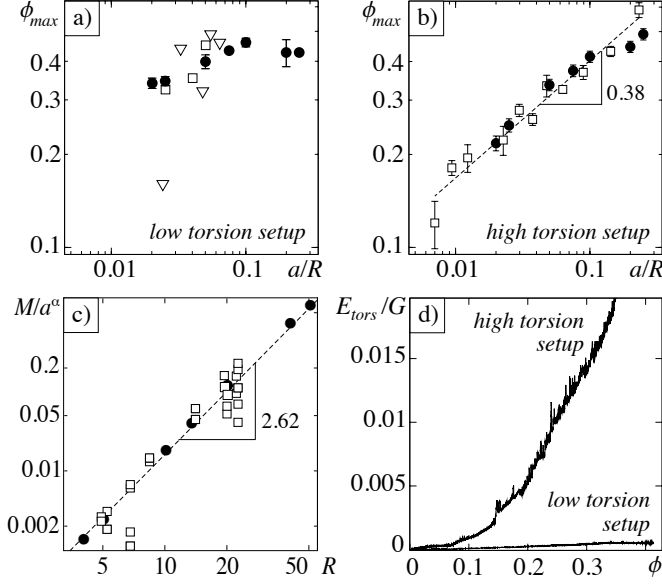 ϕmax
a)
0.4
0.3
0.2
0.1
low torsion setup
0.01
0.1
a/R
ϕmax
b)
0.4
0.3
0.2
0.1
0.38
high torsion setup
0.01
0.1
a/R
M/aᵅ
c)
0.2
0.05
0.01
0.002
2.62
5
10
20
50
R
Etors/G
d)
high torsion
setup
0.015
0.010
0.005
low torsion
setup
0
0.1
0.2
0.3
0.4
ϕ